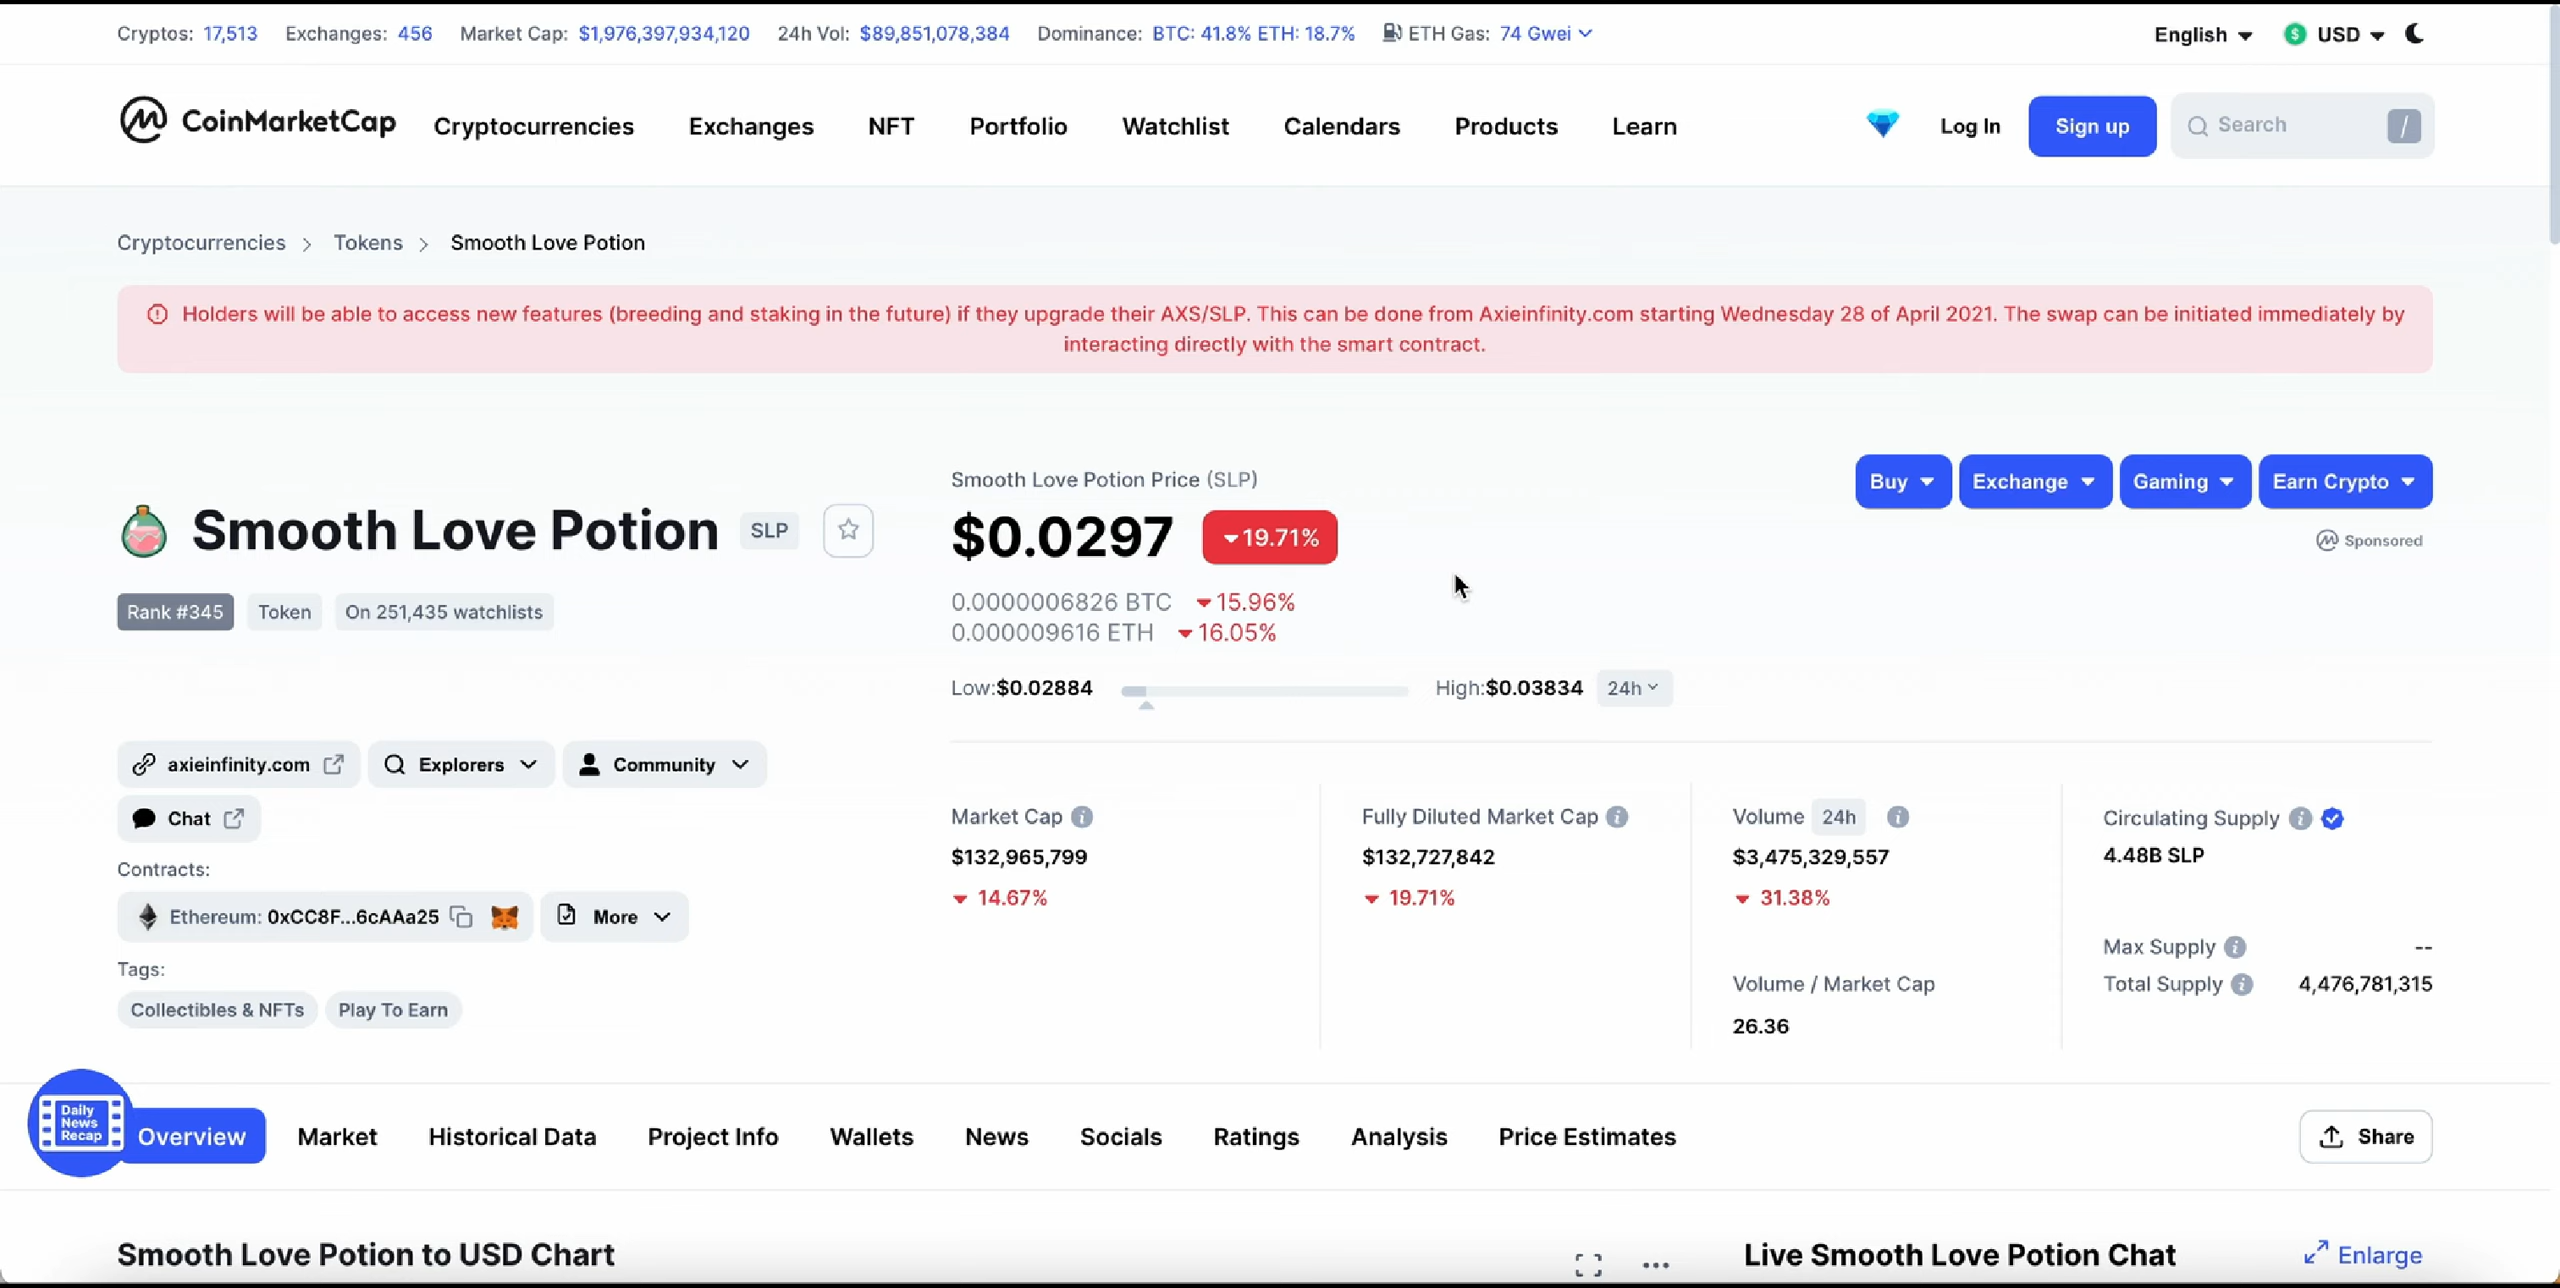 Cryptos: 17,513 Exchanges: 456 Market Cap: $1,976,397,934,120 24h Vol: $89,851,078,384 Dominance: BTC: 41.8% ETH: 18.7% ETH Gas: 74 Gwei English USD
CoinMarketCap Cryptocurrencies Exchanges NFT Portfolio Watchlist Calendars Products Learn Log In Sign up Search /
Cryptocurrencies > Tokens > Smooth Love Potion
Holders will be able to access new features (breeding and staking in the future) if they upgrade their AXS/SLP. This can be done from Axieinfinity.com starting Wednesday 28 of April 2021. The swap can be initiated immediately by
interacting directly with the smart contract.
Smooth Love Potion SLP
Rank #345 Token On 251,435 watchlists
axieinfinity.com Explorers Community
Chat
Contracts:
Ethereum: 0xCC8F...6cAAa25 More
Tags:
Collectibles & NFTs Play To Earn
Smooth Love Potion Price (SLP)
$0.0297 19.71%
0.0000006826 BTC 15.96%
0.000009616 ETH 16.05%
Low:$0.02884 High:$0.03834 24h
Buy Exchange Gaming Earn Crypto
Sponsored
Market Cap
$132,965,799
14.67%
Fully Diluted Market Cap
$132,727,842
19.71%
Volume 24h
$3,475,329,557
31.38%
Volume / Market Cap
26.36
Circulating Supply
4.48B SLP
Max Supply --
Total Supply 4,476,781,315
Daily
News
Recap
Overview Market Historical Data Project Info Wallets News Socials Ratings Analysis Price Estimates Share
Smooth Love Potion to USD Chart
Live Smooth Love Potion Chat Enlarge